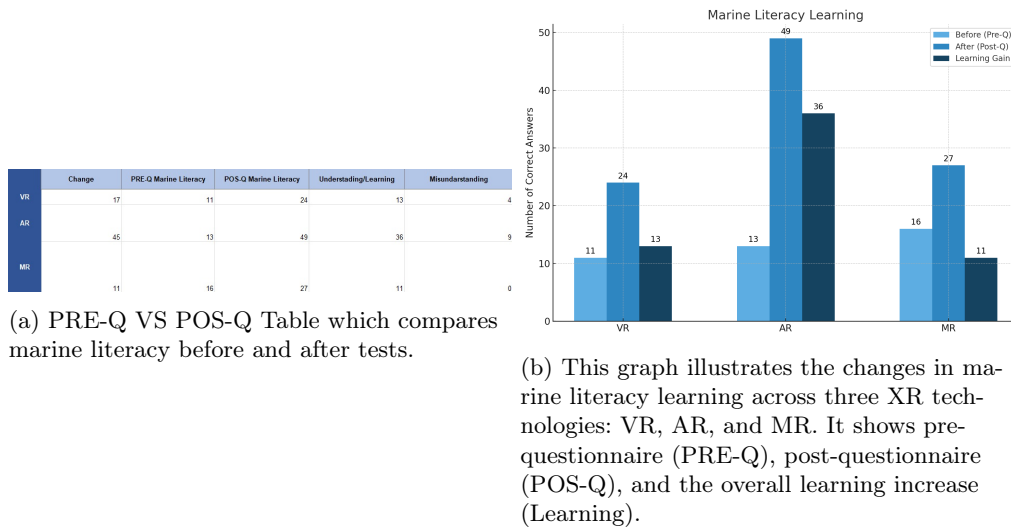 Change PRE-Q Marine Literacy POS-Q Marine Literacy Understading/Learning Misundarstanding
VR 17 11 24 13 4
AR 45 13 49 36 9
MR 11 16 27 11 0
(a) PRE-Q VS POS-Q Table which compares
marine literacy before and after tests.
Marine Literacy Learning
Before (Pre-Q)
After (Post-Q)
Learning Gain
Number of Correct Answers
50
40
30
20
10
0
11 24 13
13 49 36
16 27 11
VR AR MR
(b) This graph illustrates the changes in ma-
rine literacy learning across three XR tech-
nologies: VR, AR, and MR. It shows pre-
questionnaire (PRE-Q), post-questionnaire
(POS-Q), and the overall learning increase
(Learning).